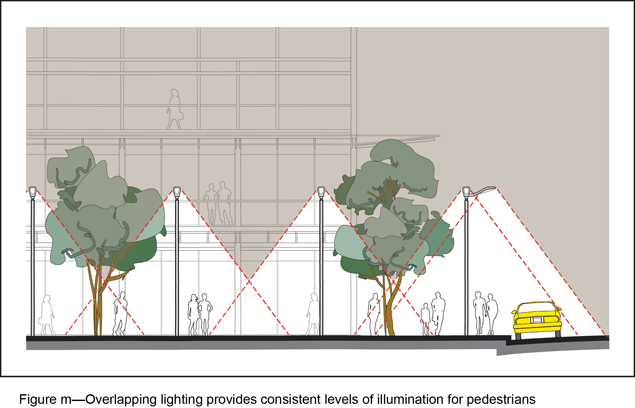 Figure m—Overlapping lighting provides consistent levels of illumination for pedestrians